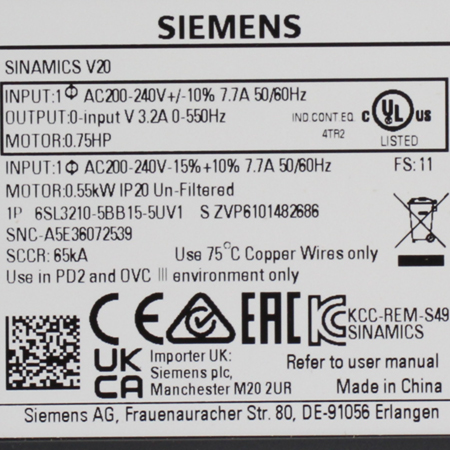 SIEMENS
SINAMICS V20
INPUT:1Φ AC200-240V+/-10% 7.7A 50/60Hz
OUTPUT:0-input V 3.2A 0-550Hz
MOTOR:0.75HP
IND.CONT.EQ.
4TR2
C UL US
LISTED
INPUT:1Φ AC200-240V-15%+10% 7.7A 50/60Hz
FS: 11
MOTOR:0.55kW IP20 Un-Filtered
1P 6SL3210-5BB15-5UV1 S ZVP6101482686
SNC-A5E36072539
SCCR: 65kA
Use 75°C Copper Wires only
Use in PD2 and OVC III environment only
CE
EAC
KC
KCC-REM-S49
SINAMICS
UK
CA
Importer UK:
Siemens plc,
Manchester M20 2UR
Refer to user manual
Made in China
Siemens AG, Frauenauracher Str. 80, DE-91056 Erlangen